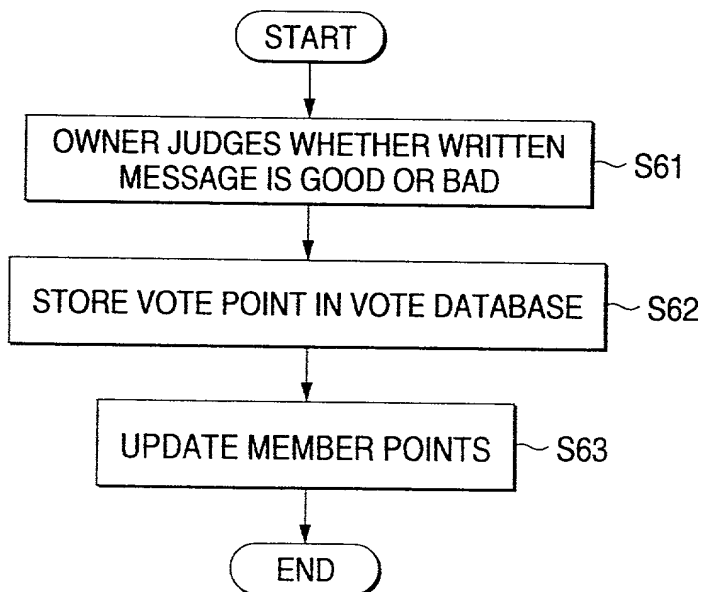 START
OWNER JUDGES WHETHER WRITTEN
MESSAGE IS GOOD OR BAD
S61
STORE VOTE POINT IN VOTE DATABASE
S62
UPDATE MEMBER POINTS
S63
END